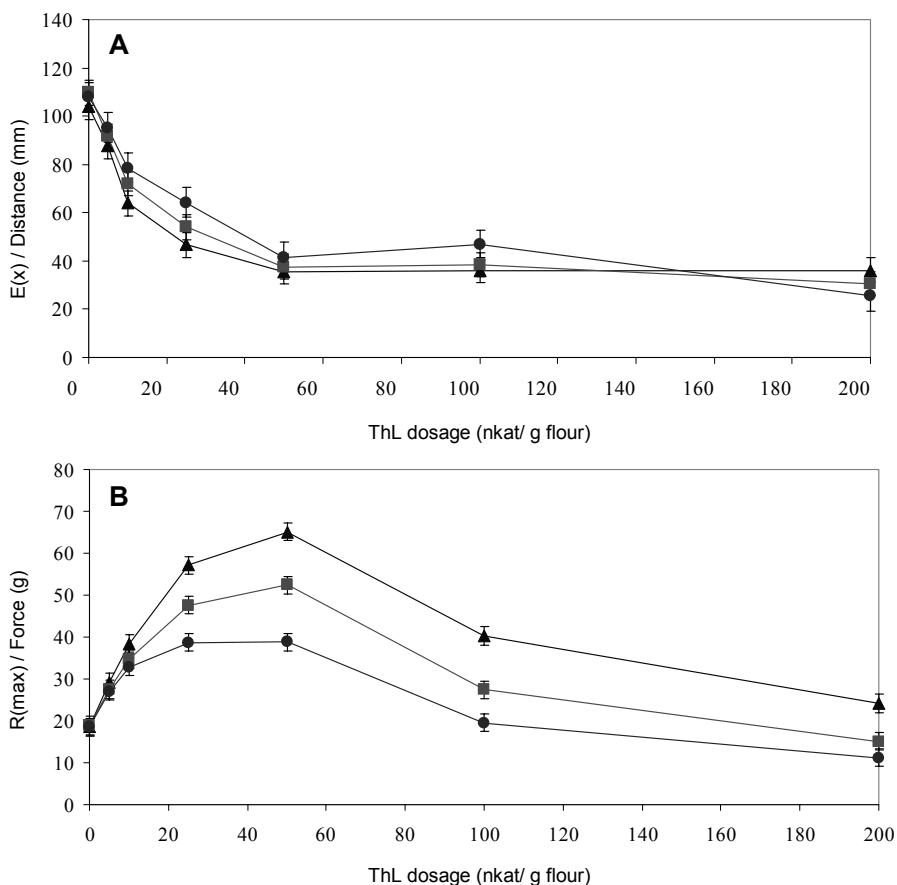 A
140
120
100
80
60
40
20
0
E(x) / Distance (mm)
0 20 40 60 80 100 120 140 160 180 200
ThL dosage (nkat/ g flour)
B
80
70
60
50
40
30
20
10
0
R(max) / Force (g)
0 20 40 60 80 100 120 140 160 180 200
ThL dosage (nkat/ g flour)